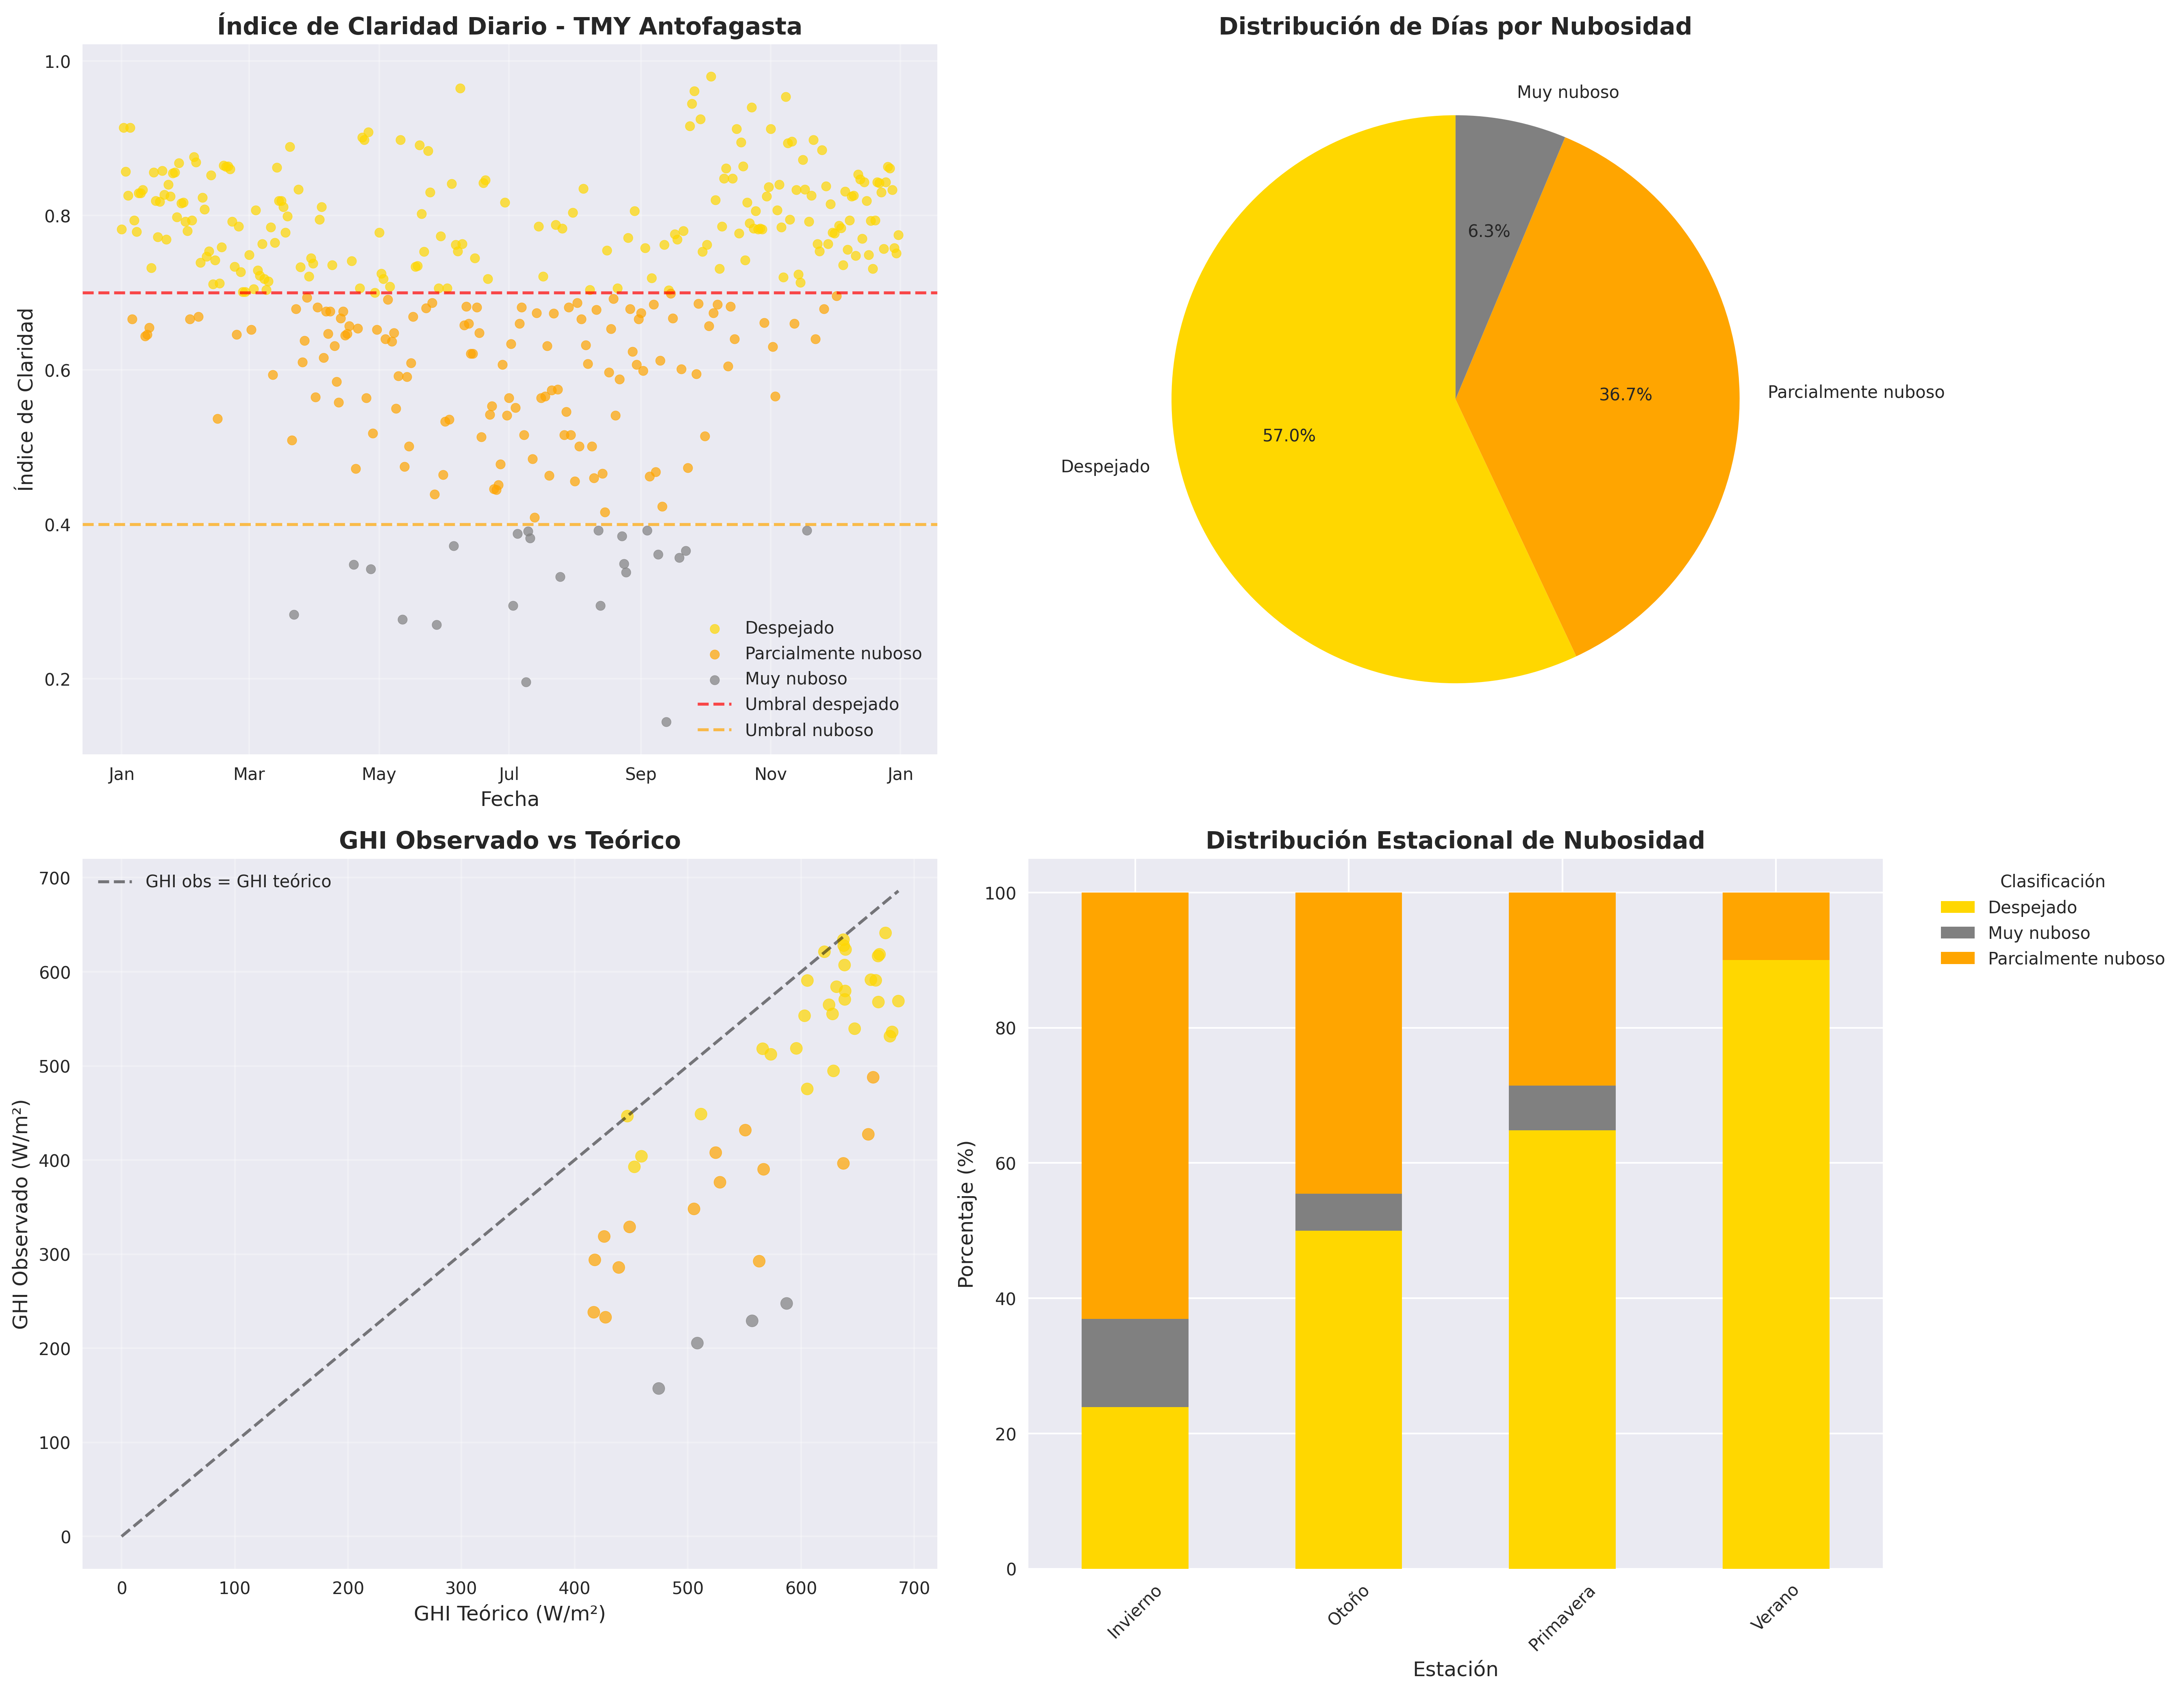 Índice de Claridad Diario - TMY Antofagasta
Índice de Claridad
1.0
0.8
0.6
0.4
0.2
Jan
Mar
May
Jul
Sep
Nov
Jan
Fecha
Despejado
Parcialmente nuboso
Muy nuboso
Umbral despejado
Umbral nuboso
Distribución de Días por Nubosidad
Muy nuboso
6.3%
Parcialmente nuboso
36.7%
57.0%
Despejado
GHI Observado vs Teórico
GHI obs = GHI teórico
GHI Observado (W/m²)
700
600
500
400
300
200
100
0
0
100
200
300
400
500
600
700
GHI Teórico (W/m²)
Distribución Estacional de Nubosidad
Porcentaje (%)
100
80
60
40
20
0
Invierno
Otoño
Primavera
Verano
Estación
Clasificación
Despejado
Muy nuboso
Parcialmente nuboso